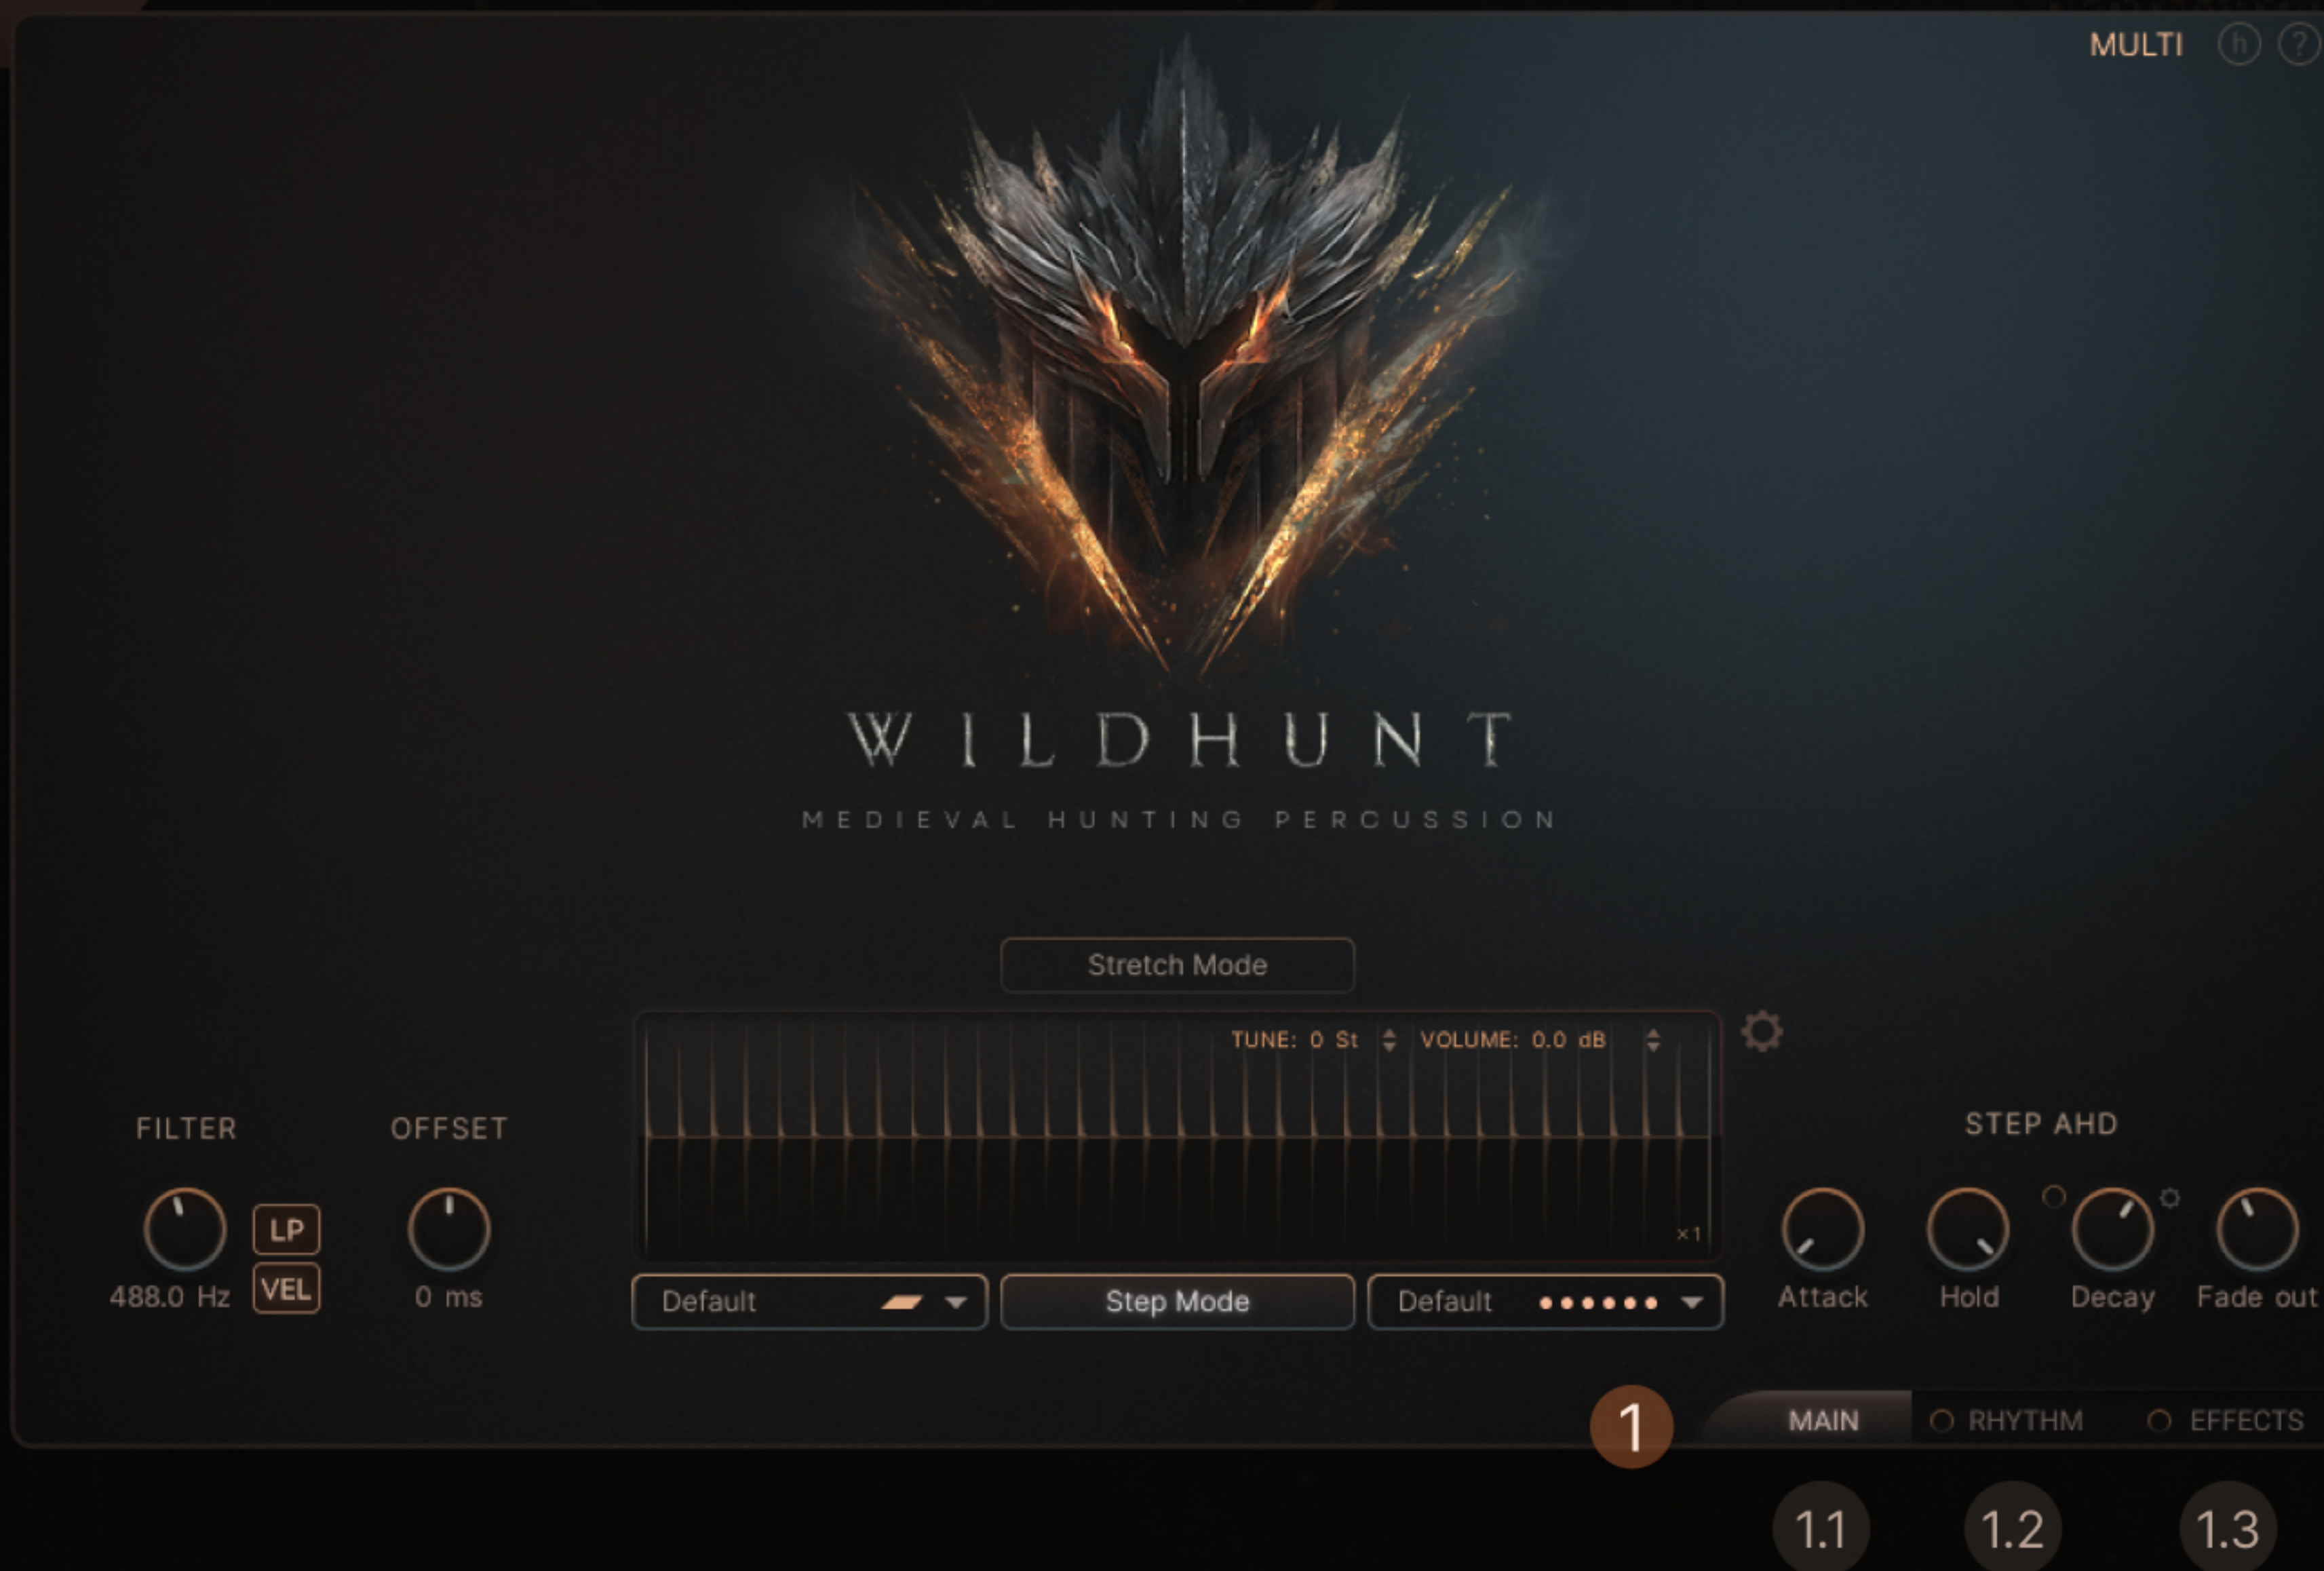 MULTI h ?
WILDHUNT
MEDIEVAL HUNTING PERCUSSION
Stretch Mode
TUNE: 0 St VOLUME: 0.0 dB
FILTER OFFSET STEP AHD
LP
VEL
×1
488.0 Hz 0 ms Attack Hold Decay Fade out
Default Step Mode Default
1 MAIN RHYTHM EFFECTS
1.1 1.2 1.3